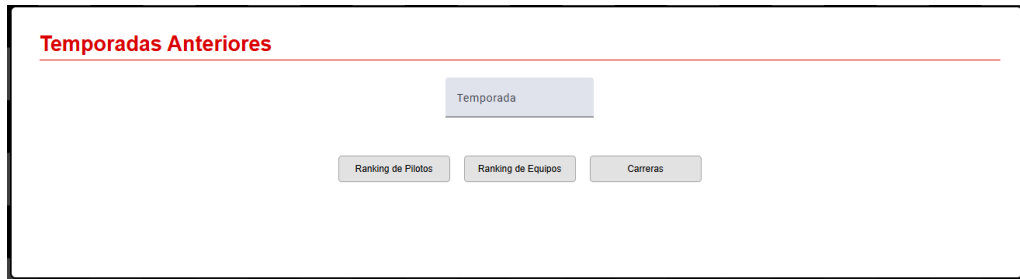 Temporadas Anteriores
Temporada
Ranking de Pilotos
Ranking de Equipos
Carreras